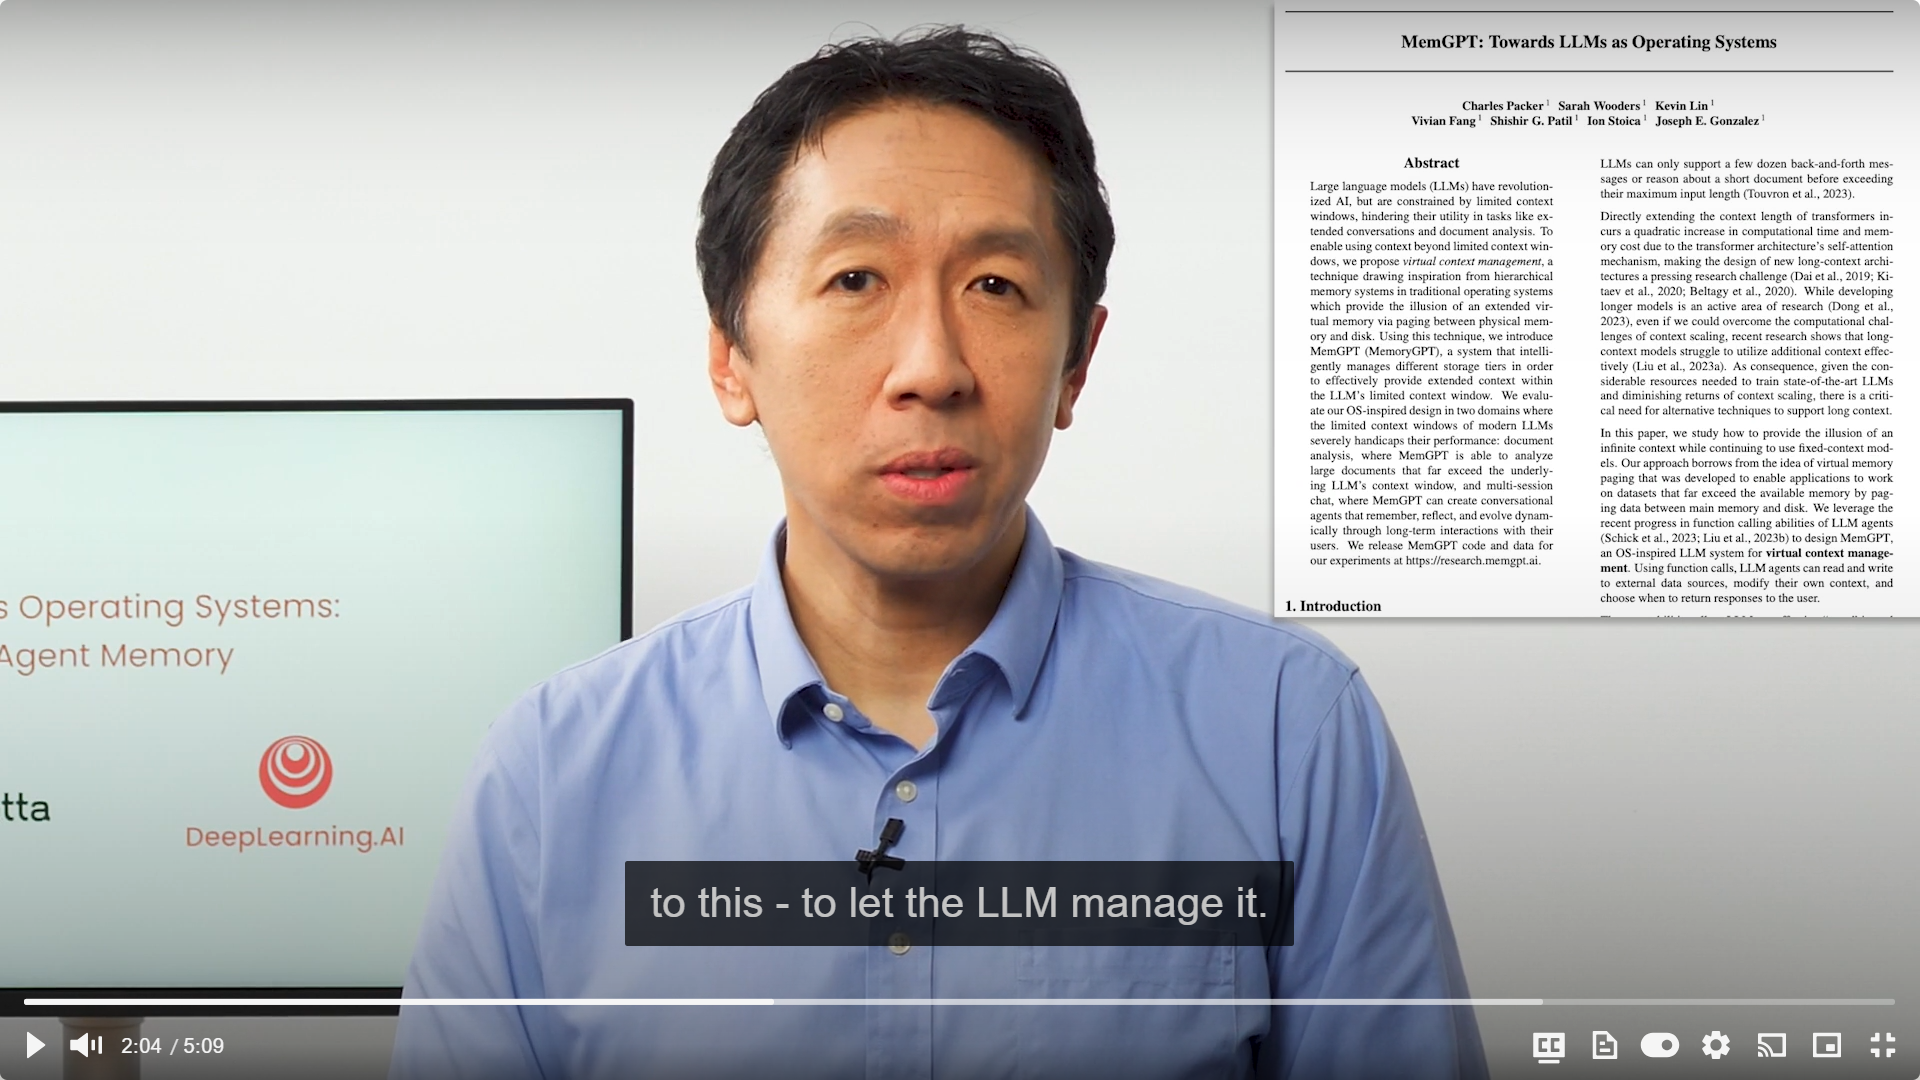 MemGPT: Towards LLMs as Operating Systems
Charles Packer 1 Sarah Wooders 1 Kevin Lin 1
Vivian Fang 1 Shishir G. Patil 1 Ion Stoica 1 Joseph E. Gonzalez 1
Abstract
Large language models (LLMs) have revolution-
ized AI, but are constrained by limited context
windows, hindering their utility in tasks like ex-
tended conversations and document analysis. To
enable using context beyond limited context win-
dows, we propose virtual context management, a
technique drawing inspiration from hierarchical
memory systems in traditional operating systems
which provide the illusion of an extended vir-
tual memory via paging between physical mem-
ory and disk. Using this technique, we introduce
MemGPT (MemoryGPT), a system that intelli-
gently manages different storage tiers in order
to effectively provide extended context within
the LLM's limited context window. We evalu-
ate our OS-inspired design in two domains where
the limited context windows of modern LLMs
severely handicaps their performance: document
analysis, where MemGPT is able to analyze
large documents that far exceed the underly-
ing LLM's context window, and multi-session
chat, where MemGPT can create conversational
agents that remember, reflect, and evolve dynam-
ically through long-term interactions with their
users. We release MemGPT code and data for
our experiments at https://research.memgpt.ai.
1. Introduction
LLMs can only support a few dozen back-and-forth mes-
sages or reason about a short document before exceeding
their maximum input length (Touvron et al., 2023).
Directly extending the context length of transformers in-
curs a quadratic increase in computational time and mem-
ory cost due to the transformer architecture's self-attention
mechanism, making the design of new long-context archi-
tectures a pressing research challenge (Dai et al., 2019; Ki-
taev et al., 2020; Beltagy et al., 2020). While developing
longer models is an active area of research (Dong et al.,
2023), even if we could overcome the computational chal-
lenges of context scaling, recent research shows that long-
context models struggle to utilize additional context effec-
tively (Liu et al., 2023a). As consequence, given the con-
siderable resources needed to train state-of-the-art LLMs
and diminishing returns of context scaling, there is a criti-
cal need for alternative techniques to support long context.
In this paper, we study how to provide the illusion of an
infinite context while continuing to use fixed-context mod-
els. Our approach borrows from the idea of virtual memory
paging that was developed to enable applications to work
on datasets that far exceed the available memory by pag-
ing data between main memory and disk. We leverage the
recent progress in function calling abilities of LLM agents
(Schick et al., 2023; Liu et al., 2023b) to design MemGPT,
an OS-inspired LLM system for virtual context manage-
ment. Using function calls, LLM agents can read and write
to external data sources, modify their own context, and
choose when to return responses to the user.
s Operating Systems:
Agent Memory
tta
DeepLearning.AI
to this - to let the LLM manage it.
2:04 / 5:09
CC